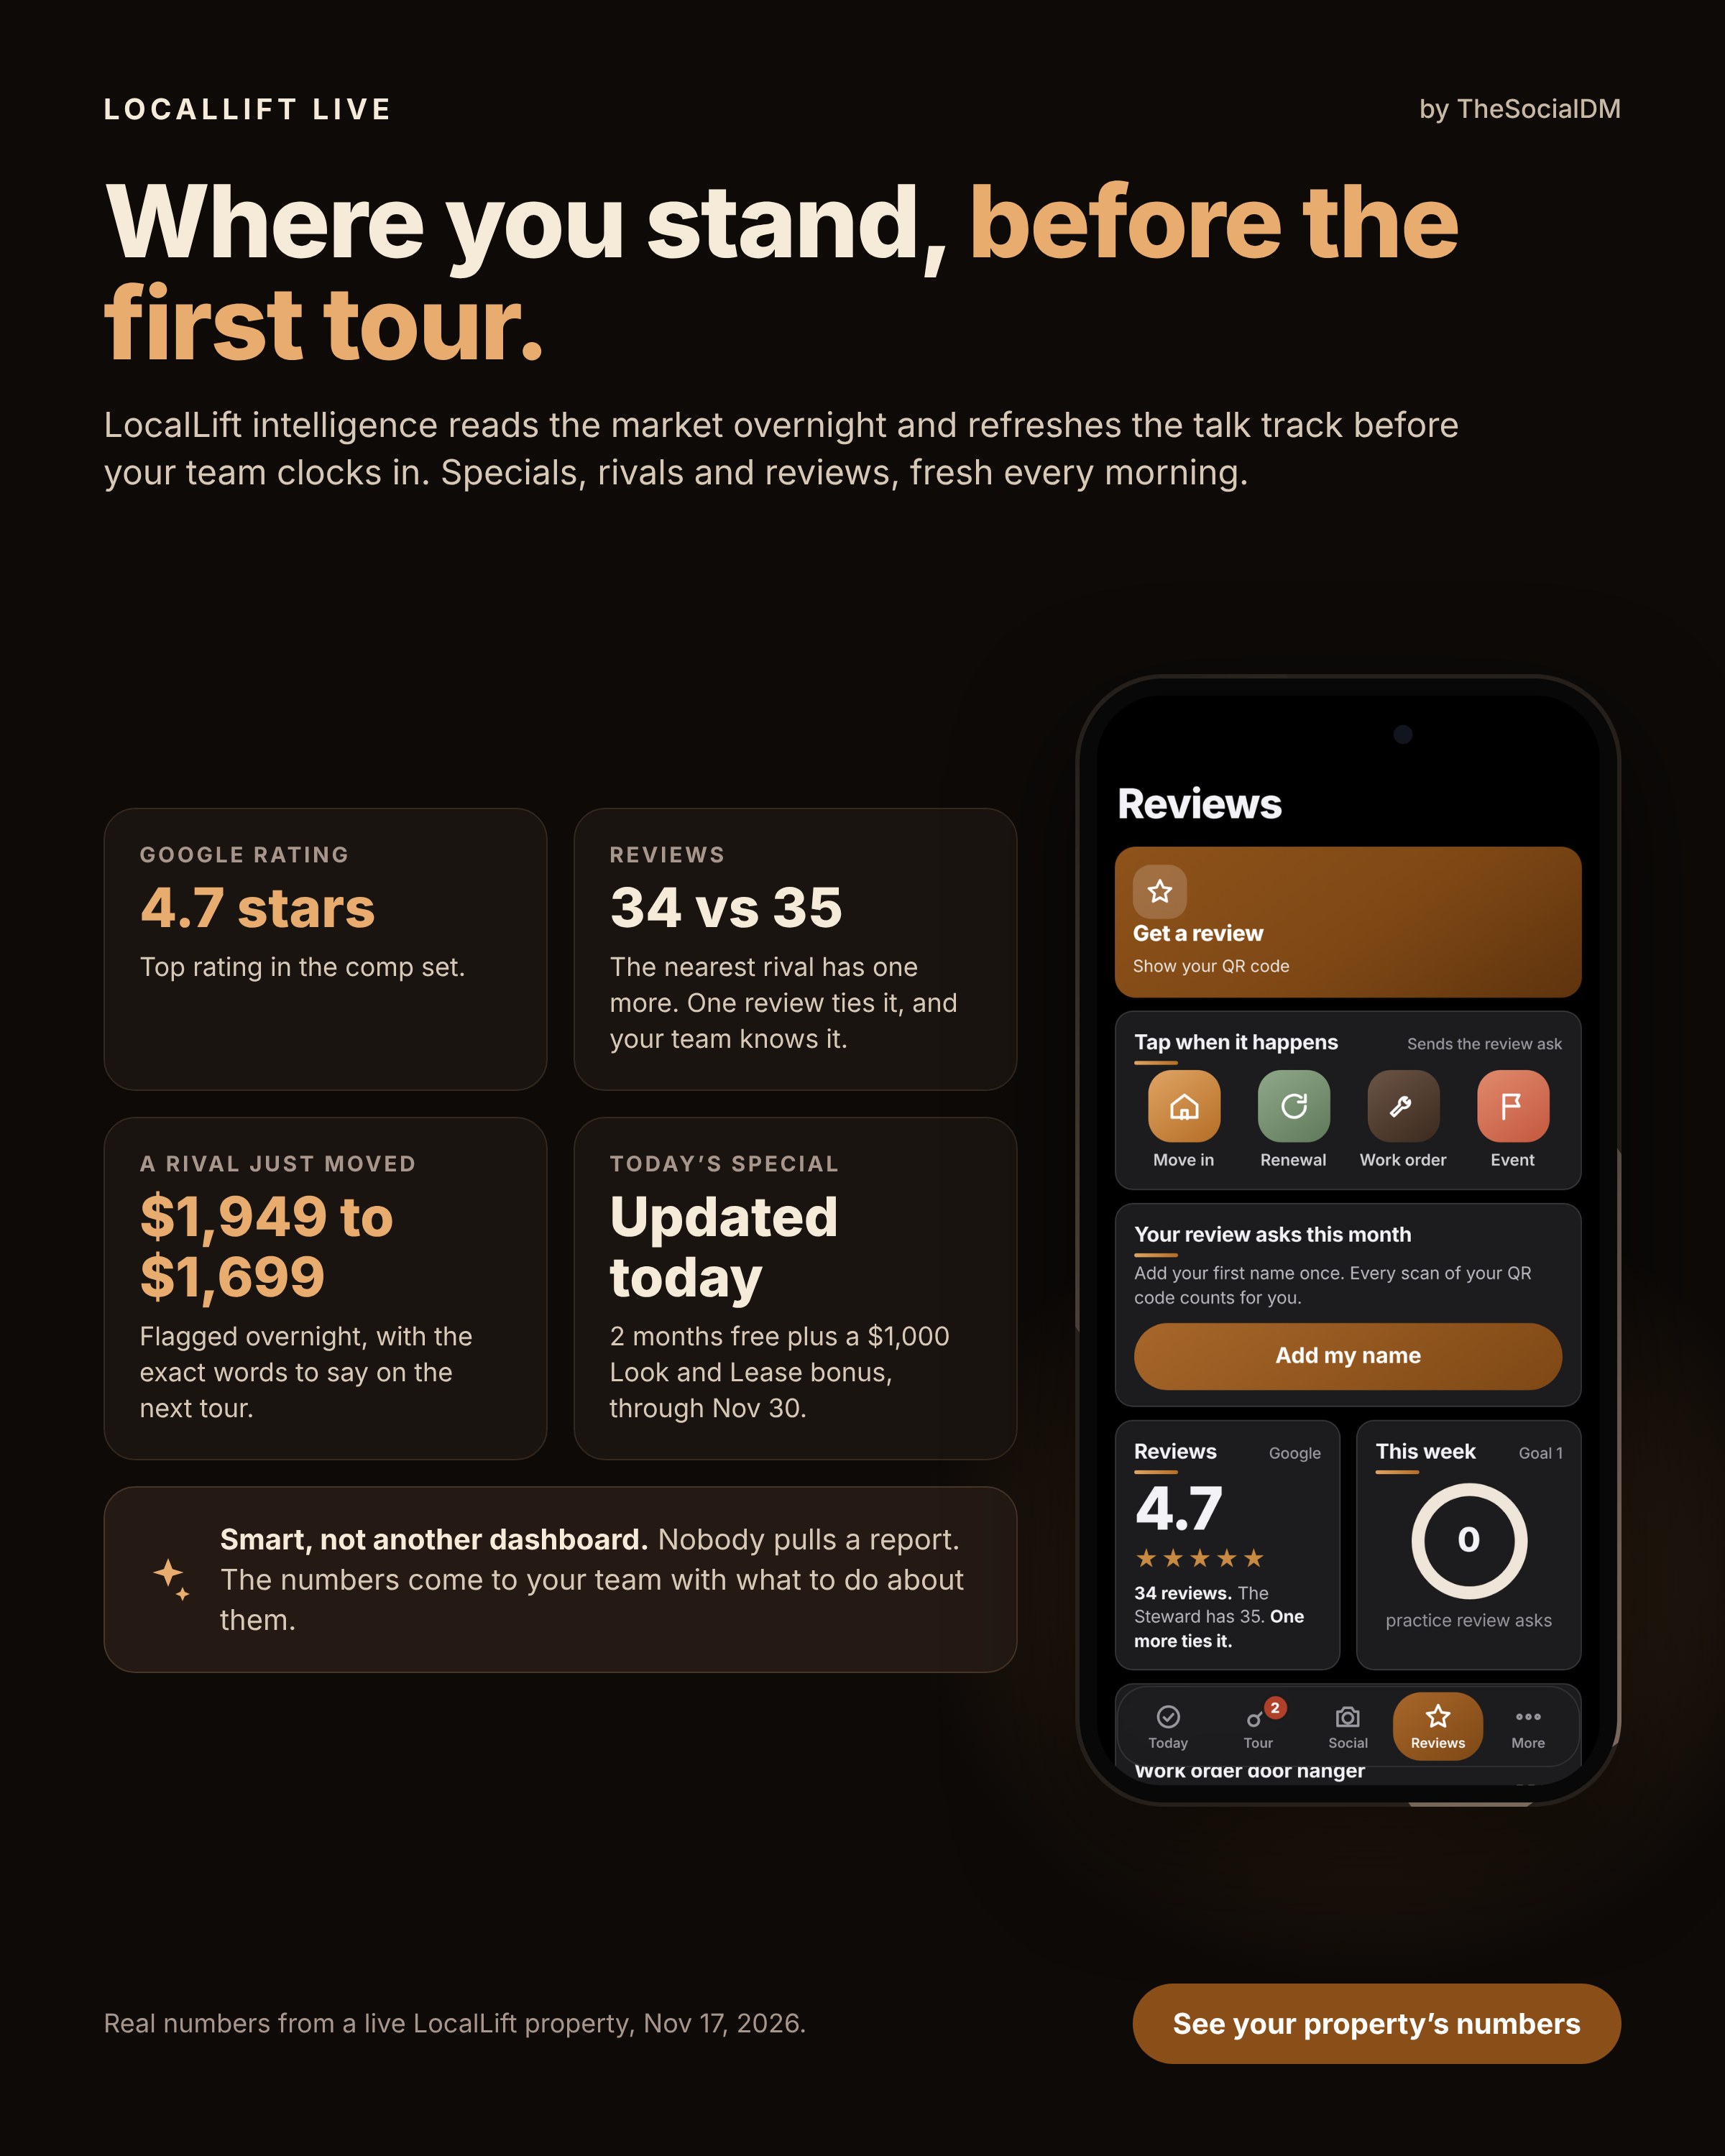 LOCALLIFT LIVE
by TheSocialDM
Where you stand, before the
first tour.
LocalLift intelligence reads the market overnight and refreshes the talk track before
your team clocks in. Specials, rivals and reviews, fresh every morning.
GOOGLE RATING
4.7 stars
Top rating in the comp set.
REVIEWS
34 vs 35
The nearest rival has one
more. One review ties it, and
your team knows it.
A RIVAL JUST MOVED
$1,949 to
$1,699
Flagged overnight, with the
exact words to say on the
next tour.
TODAY’S SPECIAL
Updated
today
2 months free plus a $1,000
Look and Lease bonus,
through Nov 30.
Smart, not another dashboard. Nobody pulls a report.
The numbers come to your team with what to do about
them.
Reviews
Get a review
Show your QR code
Tap when it happens
Sends the review ask
Move in
Renewal
Work order
Event
Your review asks this month
Add your first name once. Every scan of your QR
code counts for you.
Add my name
Reviews
Google
4.7
34 reviews. The
Steward has 35. One
more ties it.
This week
Goal 1
0
practice review asks
2
Today
Tour
Social
Reviews
More
Work order door hanger
Real numbers from a live LocalLift property, Nov 17, 2026.
See your property’s numbers